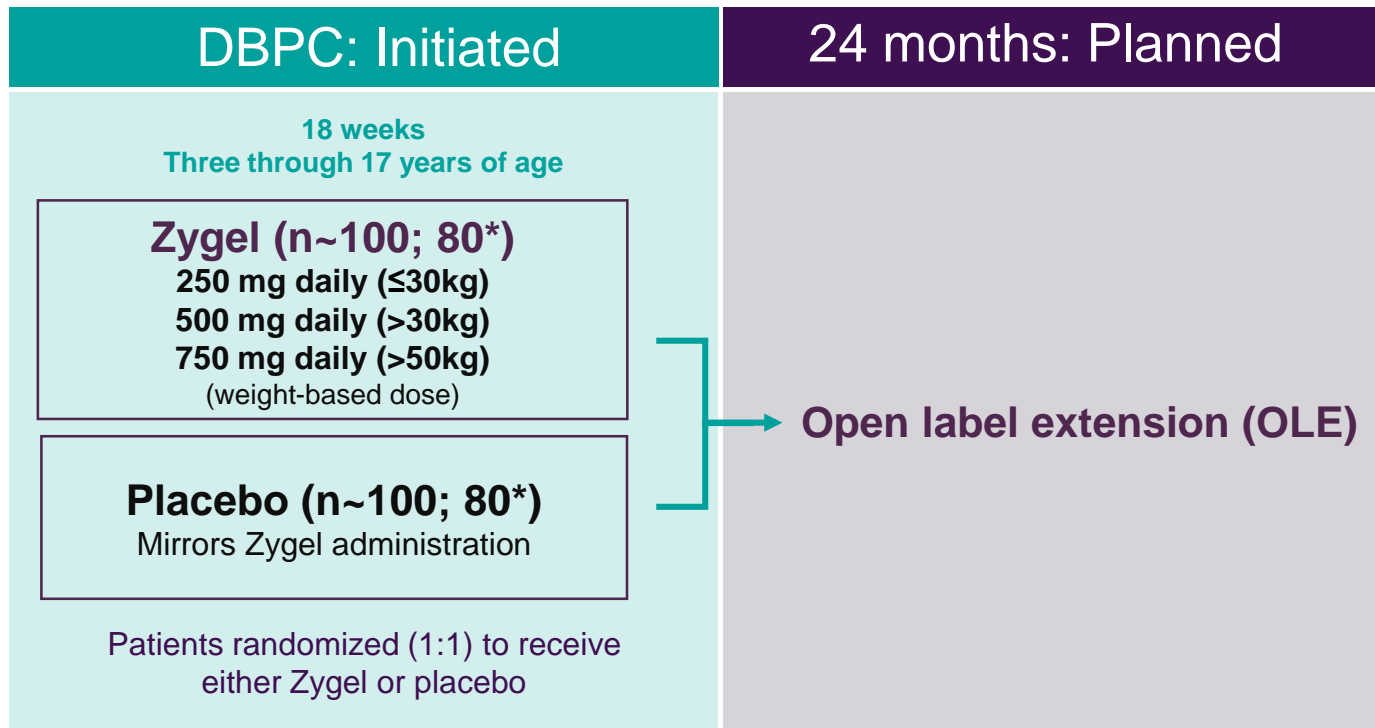 DBPC: Initiated
24 months: Planned
18 weeks
Three through 17 years of age
Zygel (n~100; 80*)
250 mg daily (≤30kg)
500 mg daily (>30kg)
750 mg daily (>50kg)
(weight-based dose)
Placebo (n~100; 80*)
Mirrors Zygel administration
Patients randomized (1:1) to receive
either Zygel or placebo
Open label extension (OLE)